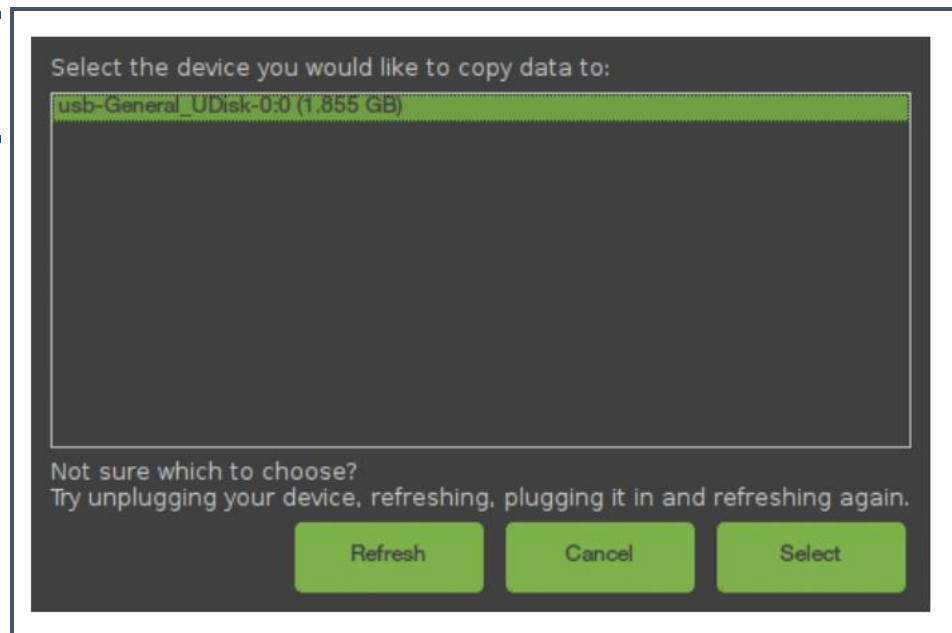 Select the device you would like to copy data to:
usb-General_UDisk-0:0 (1.855 GB)
Not sure which to choose?
Try unplugging your device, refreshing, plugging it in and refreshing again.
Refresh
Cancel
Select